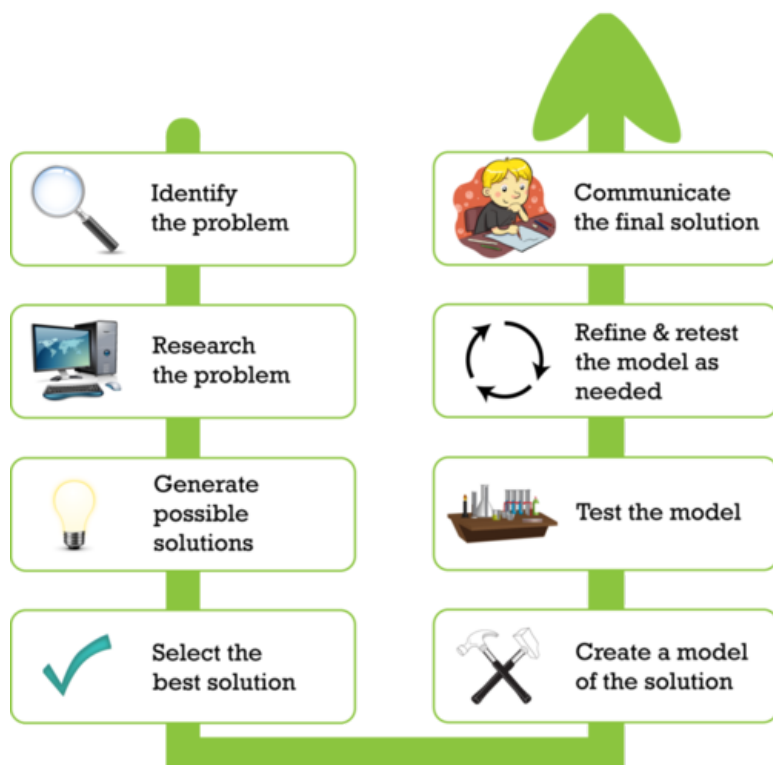 Identify
the problem
Research
the problem
Generate
possible
solutions
Select the
best solution
Create a model
of the solution
Test the model
Refine & retest
the model as
needed
Communicate
the final solution